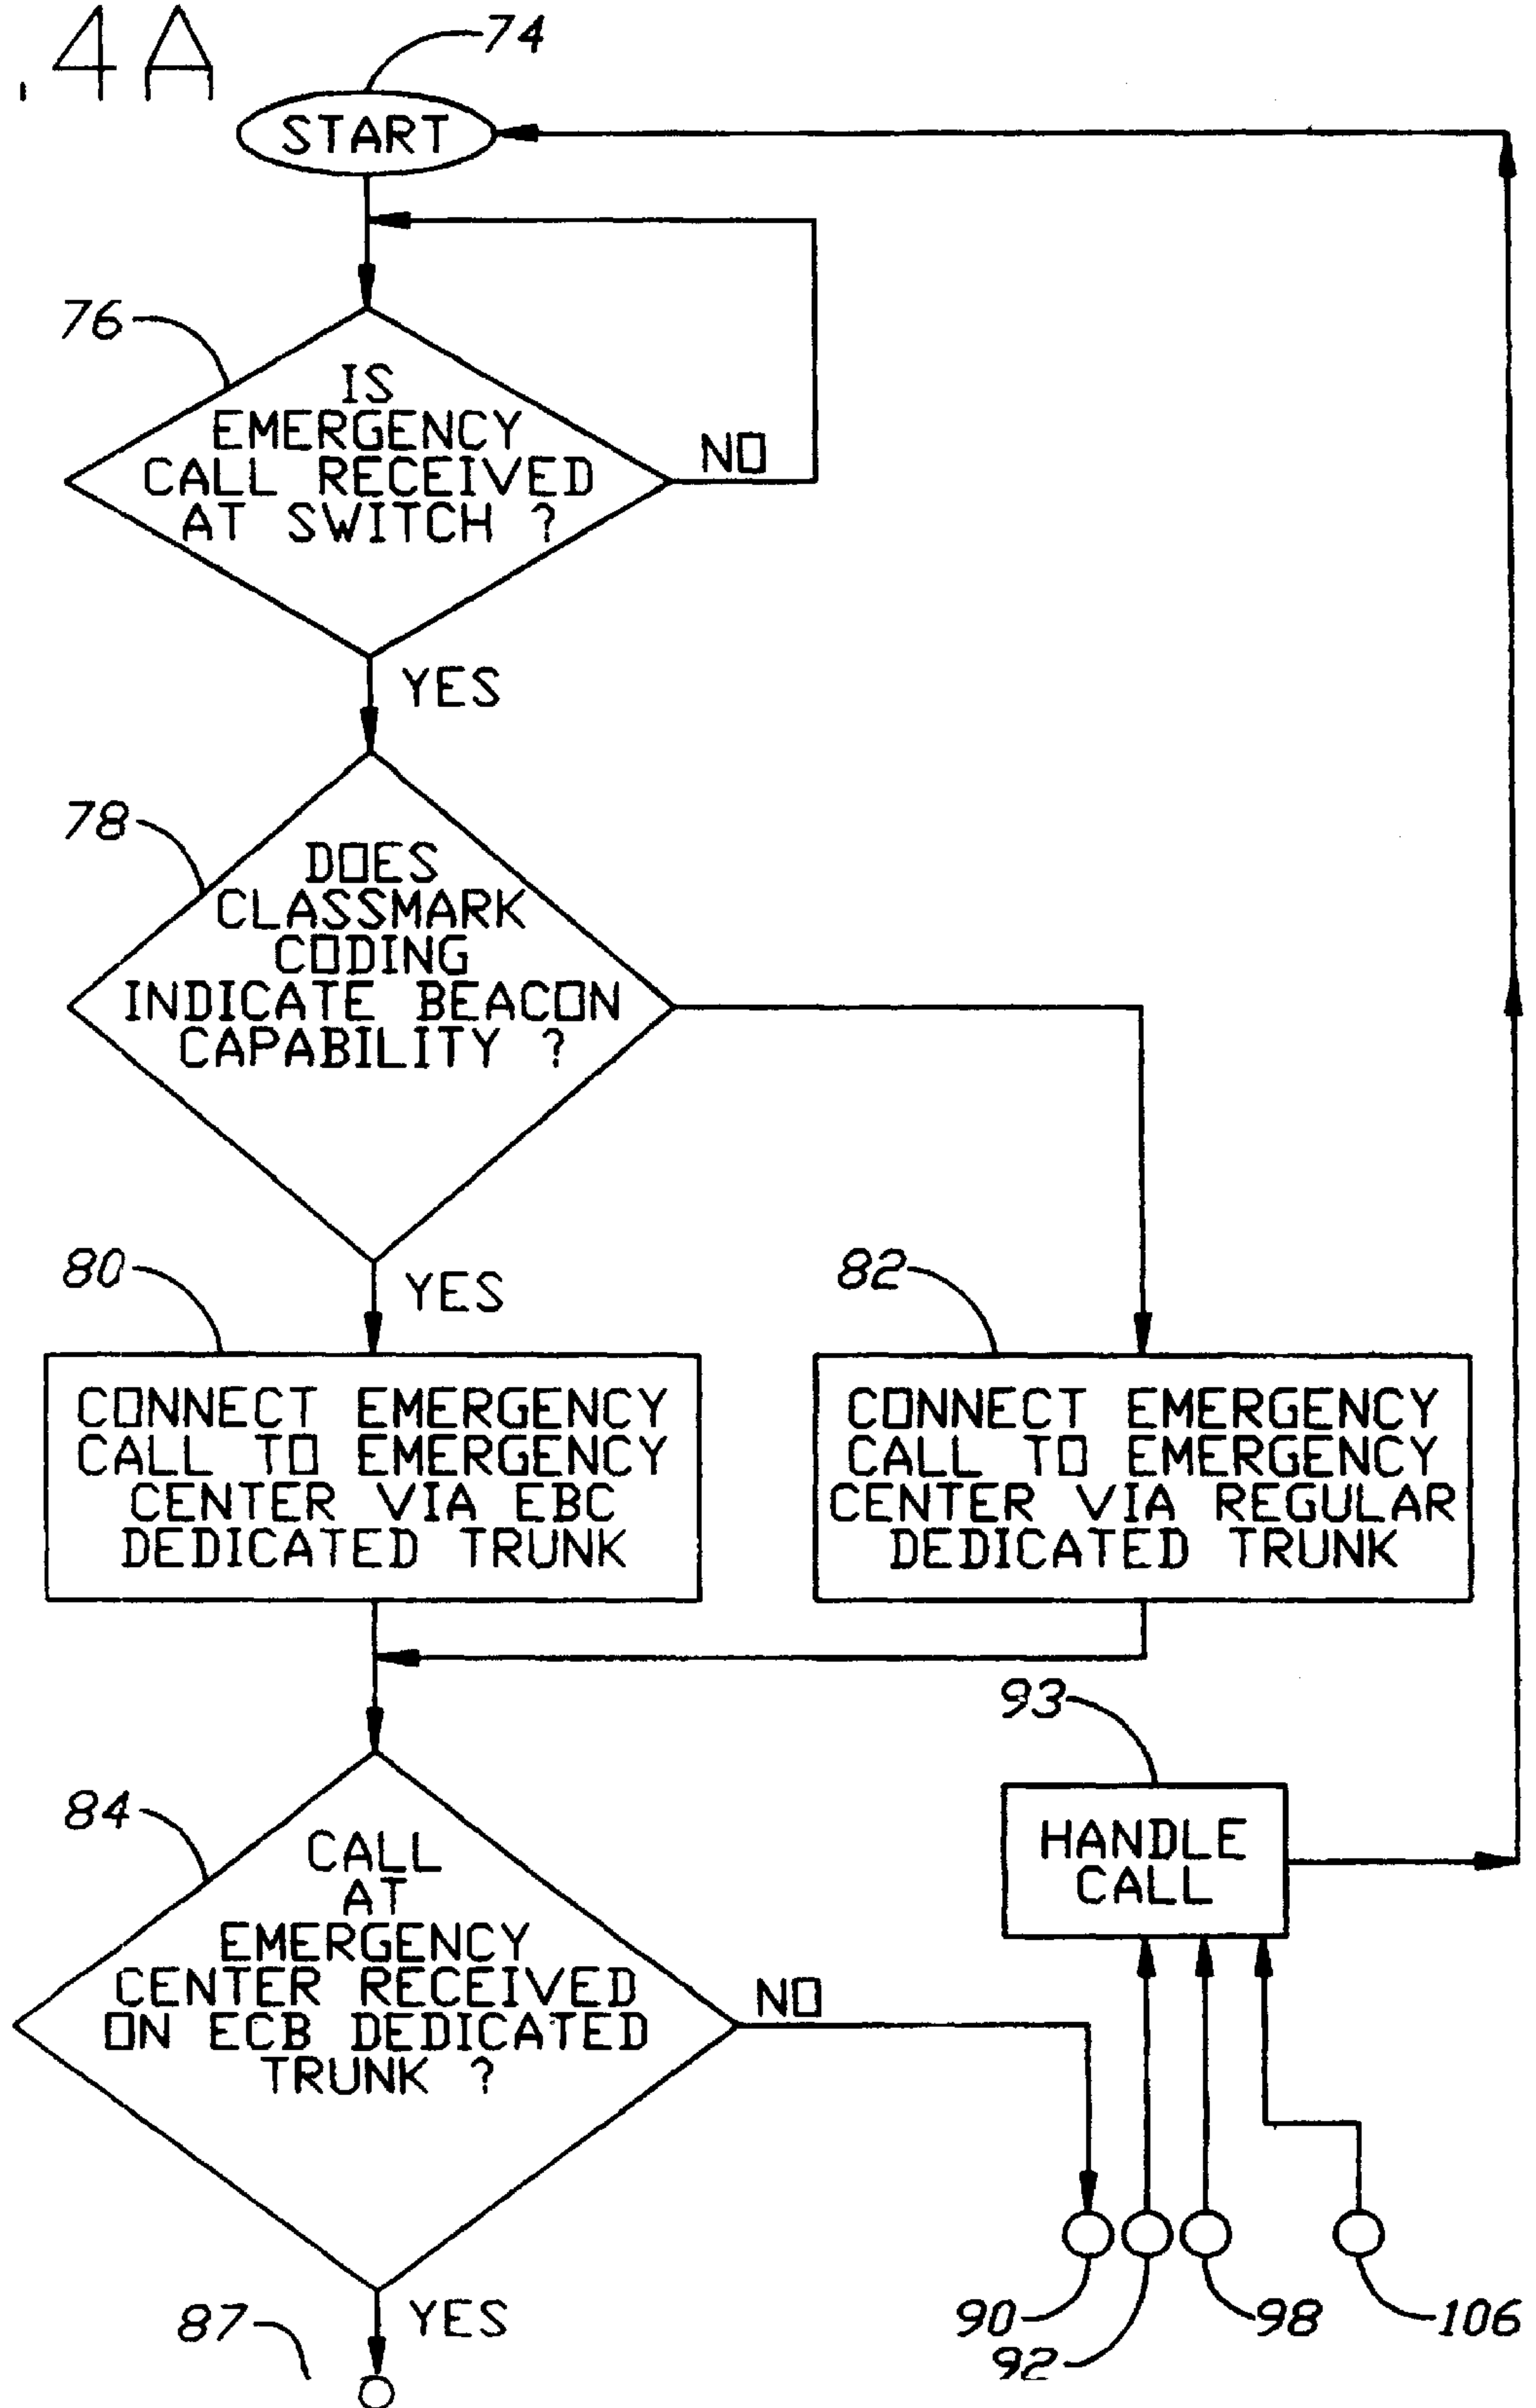 .4A
74
START
76
IS
EMERGENCY
CALL RECEIVED
AT SWITCH ?
NO
YES
78
DOES
CLASSMARK
CODING
INDICATE BEACON
CAPABILITY ?
YES
80
CONNECT EMERGENCY
CALL TO EMERGENCY
CENTER VIA EBC
DEDICATED TRUNK
82
CONNECT EMERGENCY
CALL TO EMERGENCY
CENTER VIA REGULAR
DEDICATED TRUNK
84
CALL
AT
EMERGENCY
CENTER RECEIVED
ON ECB DEDICATED
TRUNK ?
NO
93
HANDLE
CALL
YES
87
90
92
98
106